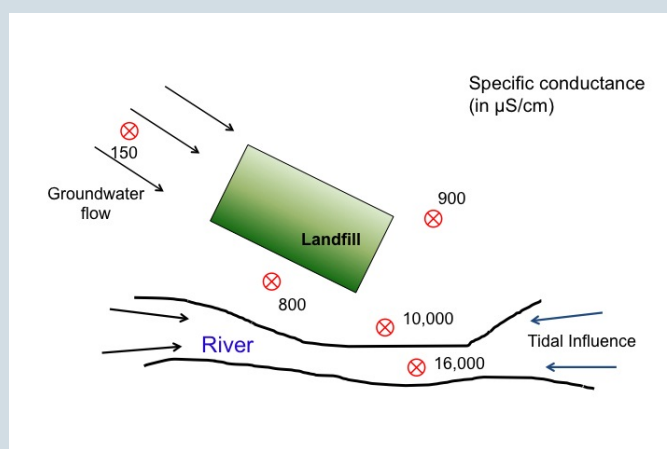 Specific conductance
(in µS/cm)
150
Groundwater
flow
900
Landfill
800
10,000
River
Tidal Influence
16,000